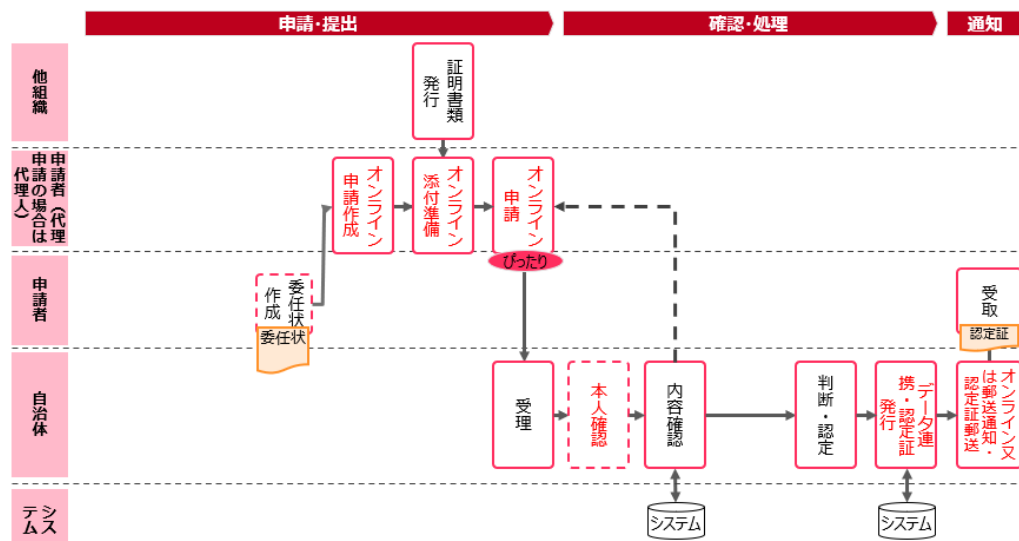 申請・提出
確認・処理
通知
他組織
証明書類
発行
申請者（代理
申請の場合は
代理人）
オンライン
申請作成
オンライン
添付準備
オンライン
申請
ぴったり
申請者
委任状
作成
委任状
受取
認定証
自治体
受理
本人確認
内容確認
判断・認定
データ連
携・認定証
発行
オンライン又
は郵送通知・
認定証郵送
シス
テム
システム
システム